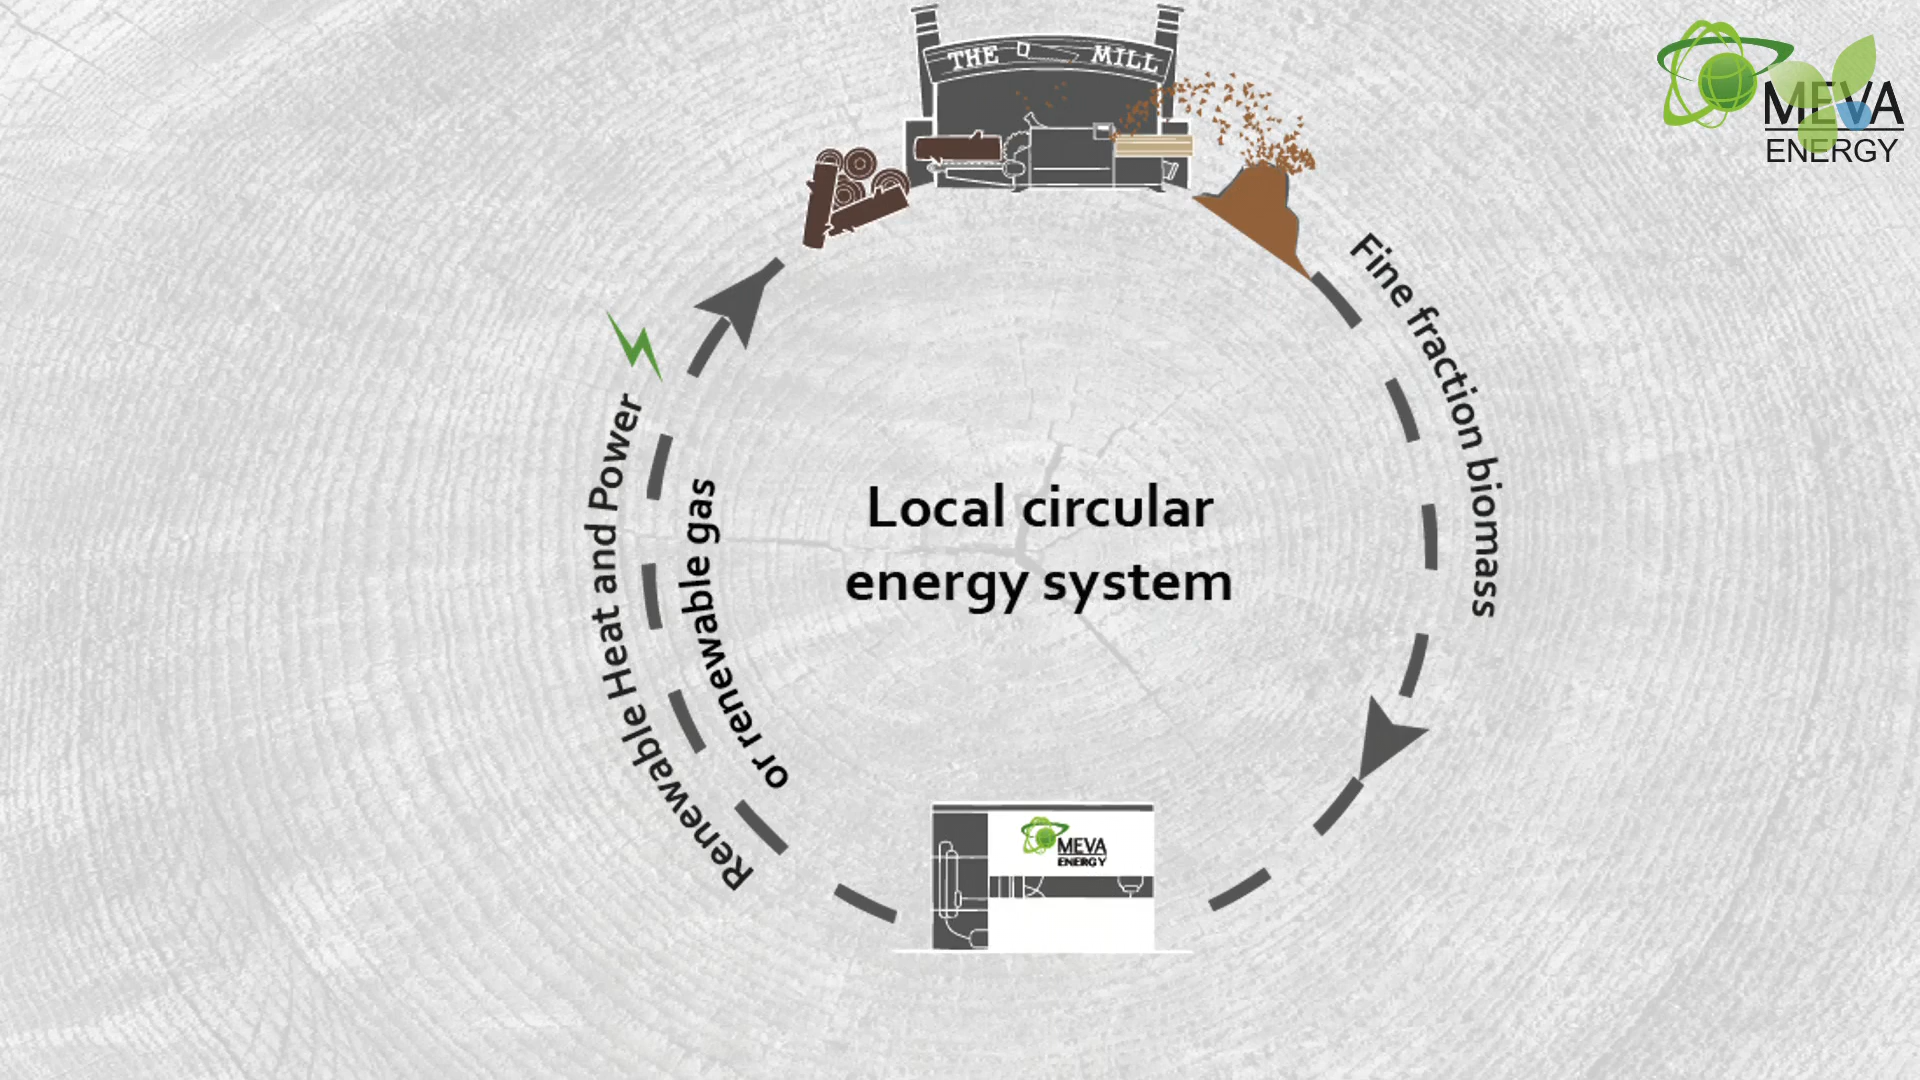 THE MILL
MEVA
ENERGY
Fine fraction biomass
Local circular
energy system
Renewable Heat and Power
or renewable gas
MEVA
ENERGY